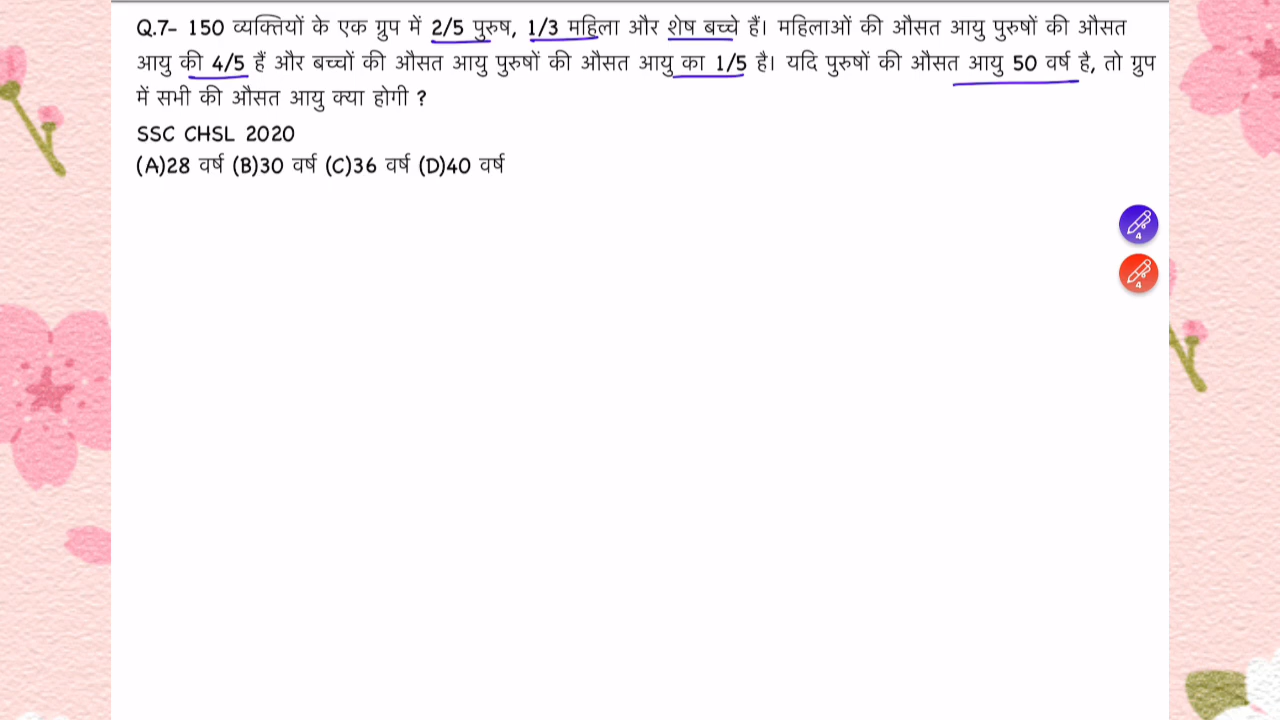 Q.7- 150 व्यक्तियों के एक ग्रुप में 2/5 पुरुष, 1/3 महिला और शेष बच्चे हैं। महिलाओं की औसत आयु पुरुषों की औसत
आयु की 4/5 हैं और बच्चों की औसत आयु पुरुषों की औसत आयु का 1/5 है। यदि पुरुषों की औसत आयु 50 वर्ष है, तो ग्रुप
में सभी की औसत आयु क्या होगी ?
SSC CHSL 2020
(A)28 वर्ष (B)30 वर्ष (C)36 वर्ष (D)40 वर्ष
4
4